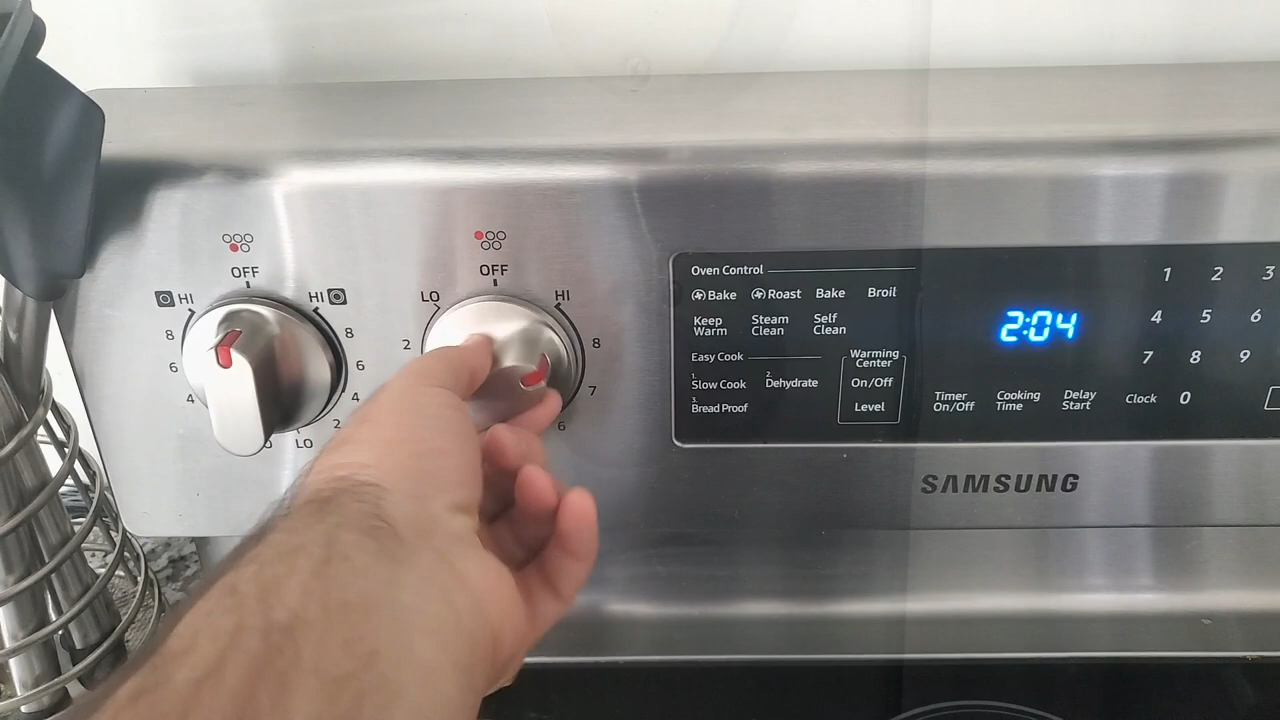 OFF
HI HI
8 8
6 6
4 4
2
LO
OFF
LO HI
2 8
7
6
Oven Control
Bake Roast Bake Broil
Keep Warm Steam Clean Self Clean
Easy Cook
1. Slow Cook 2. Dehydrate
3. Bread Proof
Warming Center
On/Off
Level
2:04
Timer On/Off Cooking Time Delay Start Clock
1 2 3
4 5 6
7 8 9
0
SAMSUNG